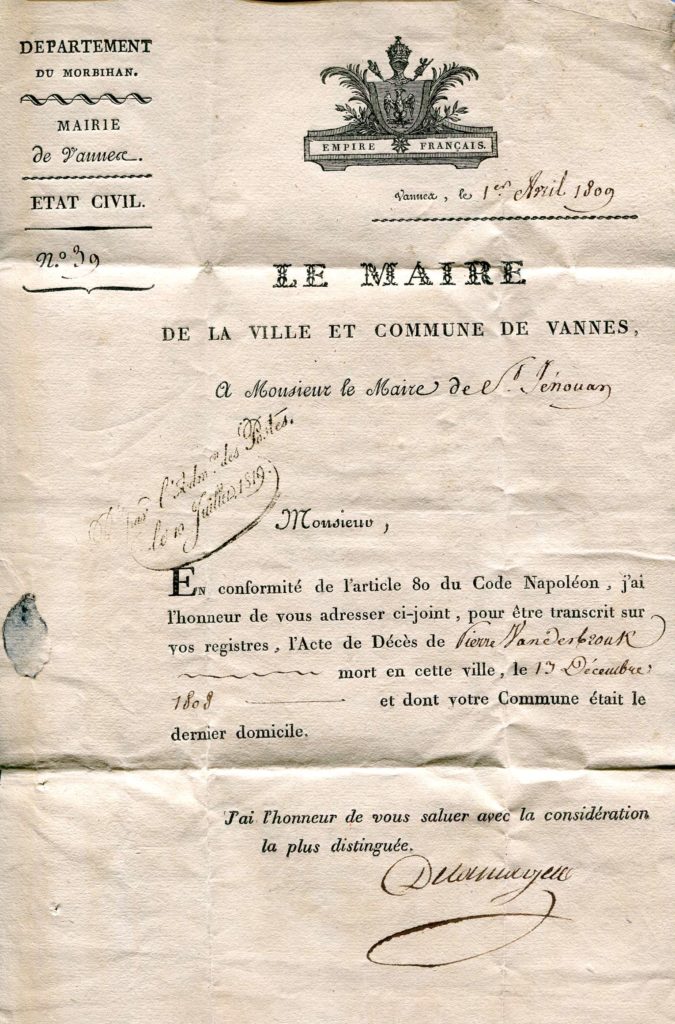 DEPARTEMENT
DU MORBIHAN.
MAIRIE
de Vannes.
ETAT CIVIL.
N.º 39
EMPIRE FRANÇAIS.
Vannes, le 1er Avril 1809
LE MAIRE
DE LA VILLE ET COMMUNE DE VANNES,
A Monsieur le Maire de St
l'Adm.on des Postes.
le Juillet 1819.
Monsieur,
EN conformité de l'article 80 du Code Napoléon, j'ai
l'honneur de vous adresser ci-joint, pour être transcrit sur
vos registres, l'Acte de Décès de Pierre Vanderbrouk
mort en cette ville, le 13 Décembre
1808 et dont votre Commune était le
dernier domicile.
J'ai l'honneur de vous saluer avec la considération
la plus distinguée.